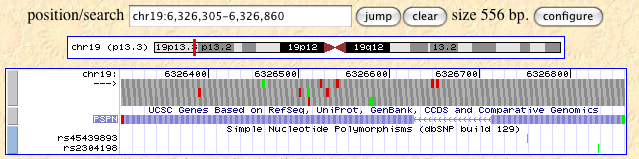 position/search chr19:6,326,305-6,326,860 jump clear size 556 bp. configure
chr19 (p13.3) 19p13.3 p13.2 19p12 19q12 13.2
chr19: 6326400 6326500 6326600 6326700 6326800
--->
UCSC Genes Based on RefSeq, UniProt, GenBank, CCDS and Comparative Genomics
PSPN
Simple Nucleotide Polymorphisms (dbSNP build 129)
rs45439893
rs2304198